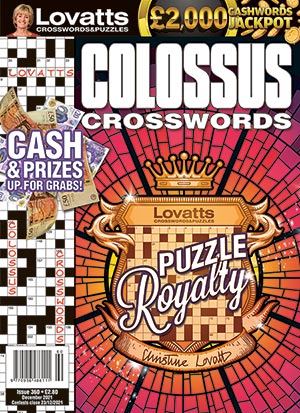 Lovatts
CROSSWORDS&PUZZLES
£2,000 CASHWORDS
JACKPOT
COLOSSUS
CROSSWORDS
LOVATTS
CASH
& PRIZES
UP FOR GRABS!
Lovatts
CROSSWORDS&PUZZLES
PUZZLE
Royalty
Christine Lovatt
COLOSSUS
CROSSWORDS
Issue 360 • £2.80
December 2021
Contests close 23/12/2021